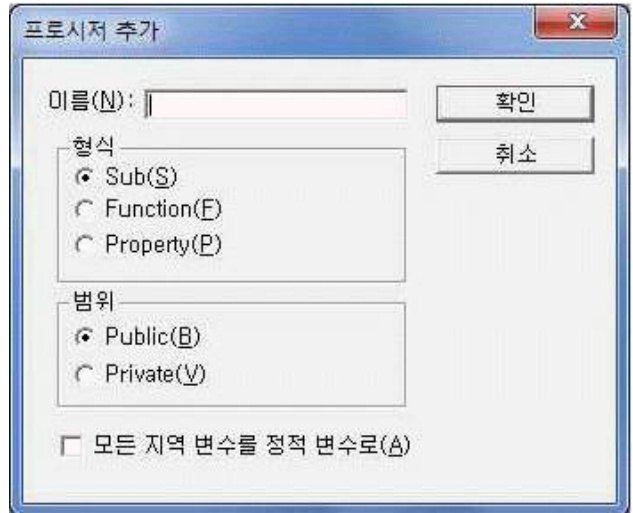 프로시저 추가
이름(N):
확인
취소
형식
Sub(S)
Function(F)
Property(P)
범위
Public(B)
Private(V)
모든 지역 변수를 정적 변수로(A)